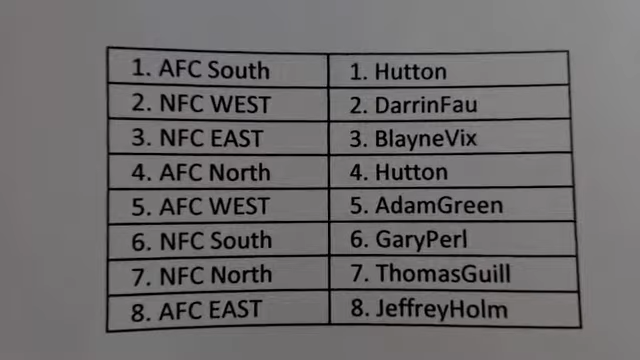 1. AFC South 1. Hutton
2. NFC WEST 2. DarrinFau
3. NFC EAST 3. BlayneVix
4. AFC North 4. Hutton
5. AFC WEST 5. AdamGreen
6. NFC South 6. GaryPerl
7. NFC North 7. ThomasGuill
8. AFC EAST 8. JeffreyHolm